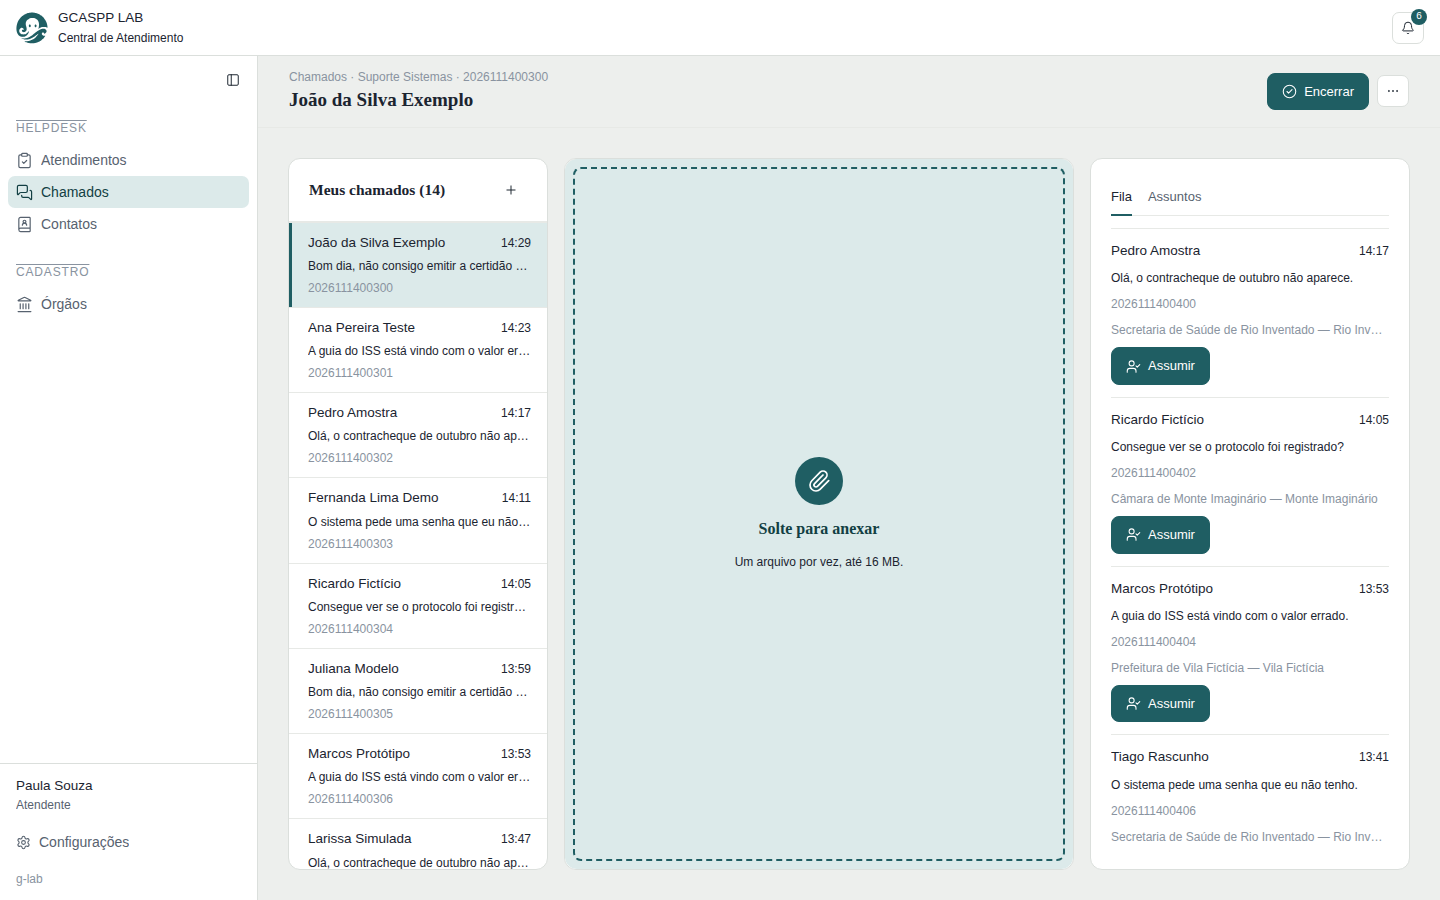 GCASPP LAB
Central de Atendimento
6
HELPDESK
Atendimentos
Chamados
Contatos
CADASTRO
Órgãos
Paula Souza
Atendente
Configurações
g-lab
Chamados · Suporte Sistemas · 2026111400300
João da Silva Exemplo
Encerrar
Meus chamados (14)
João da Silva Exemplo 14:29
Bom dia, não consigo emitir a certidão …
2026111400300
Ana Pereira Teste 14:23
A guia do ISS está vindo com o valor er…
2026111400301
Pedro Amostra 14:17
Olá, o contracheque de outubro não ap…
2026111400302
Fernanda Lima Demo 14:11
O sistema pede uma senha que eu não…
2026111400303
Ricardo Fictício 14:05
Consegue ver se o protocolo foi registr…
2026111400304
Juliana Modelo 13:59
Bom dia, não consigo emitir a certidão …
2026111400305
Marcos Protótipo 13:53
A guia do ISS está vindo com o valor er…
2026111400306
Larissa Simulada 13:47
Olá, o contracheque de outubro não ap…
Solte para anexar
Um arquivo por vez, até 16 MB.
Fila Assuntos
Pedro Amostra 14:17
Olá, o contracheque de outubro não aparece.
2026111400400
Secretaria de Saúde de Rio Inventado — Rio Inv…
Assumir
Ricardo Fictício 14:05
Consegue ver se o protocolo foi registrado?
2026111400402
Câmara de Monte Imaginário — Monte Imaginário
Assumir
Marcos Protótipo 13:53
A guia do ISS está vindo com o valor errado.
2026111400404
Prefeitura de Vila Fictícia — Vila Fictícia
Assumir
Tiago Rascunho 13:41
O sistema pede uma senha que eu não tenho.
2026111400406
Secretaria de Saúde de Rio Inventado — Rio Inv…